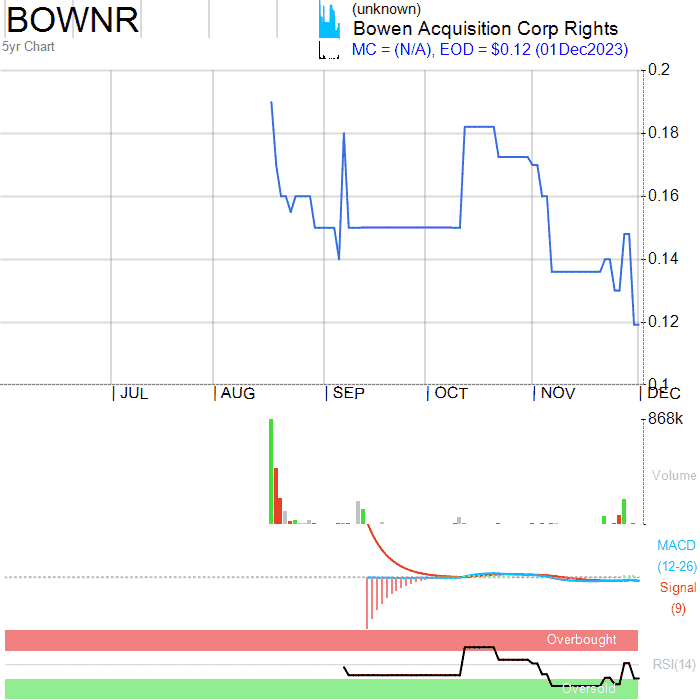 BOWNR
5yr Chart
(unknown)
Bowen Acquisition Corp Rights
MC = (N/A), EOD = $0.12 (01Dec2023)
0.2
0.18
0.16
0.14
0.12
0.1
JUL AUG SEP OCT NOV DEC
868k
Volume
MACD
(12-26)
Signal
(9)
Overbought
RSI(14)
Oversold